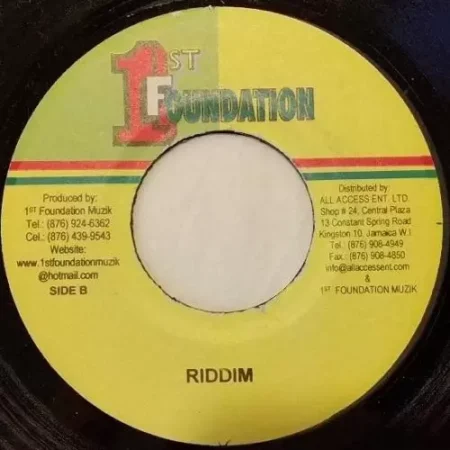 1ST
FOUNDATION
Produced by:
1ST Foundation Muzik
Tel: (876) 924-6362
Cel.: (876) 439-9543
Website:
www.1stfoundationmuzik
@hotmail.com
SIDE B
Distributed by:
ALL ACCESS ENT. LTD.
Shop # 24, Central Plaza
13 Constant Spring Road
Kingston 10, Jamaica W.I.
Tel.: (876) 908-4949
Fax.: (876) 908-4850
info@allaccessent.com
&
1ST FOUNDATION MUZIK
RIDDIM